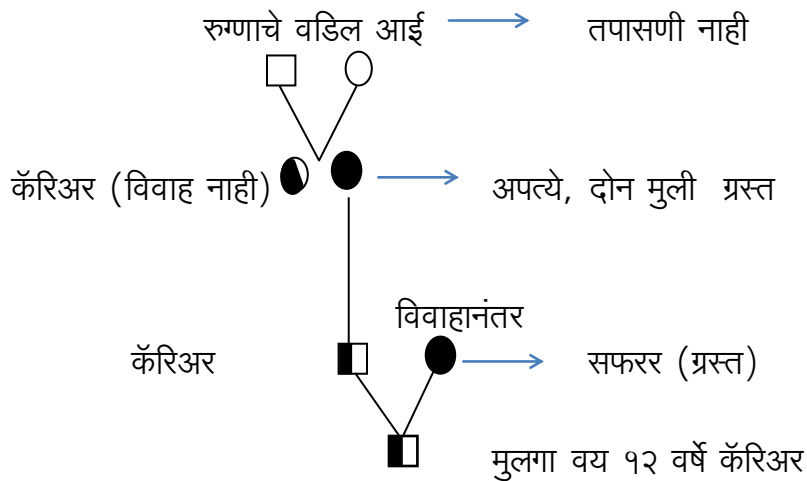 रुग्णाचे वडिल आई तपासणी नाही
कॅरिअर (विवाह नाही) अपत्ये, दोन मुली ग्रस्त
विवाहानंतर
कॅरिअर सफरर (ग्रस्त)
मुलगा वय १२ वर्षे कॅरिअर